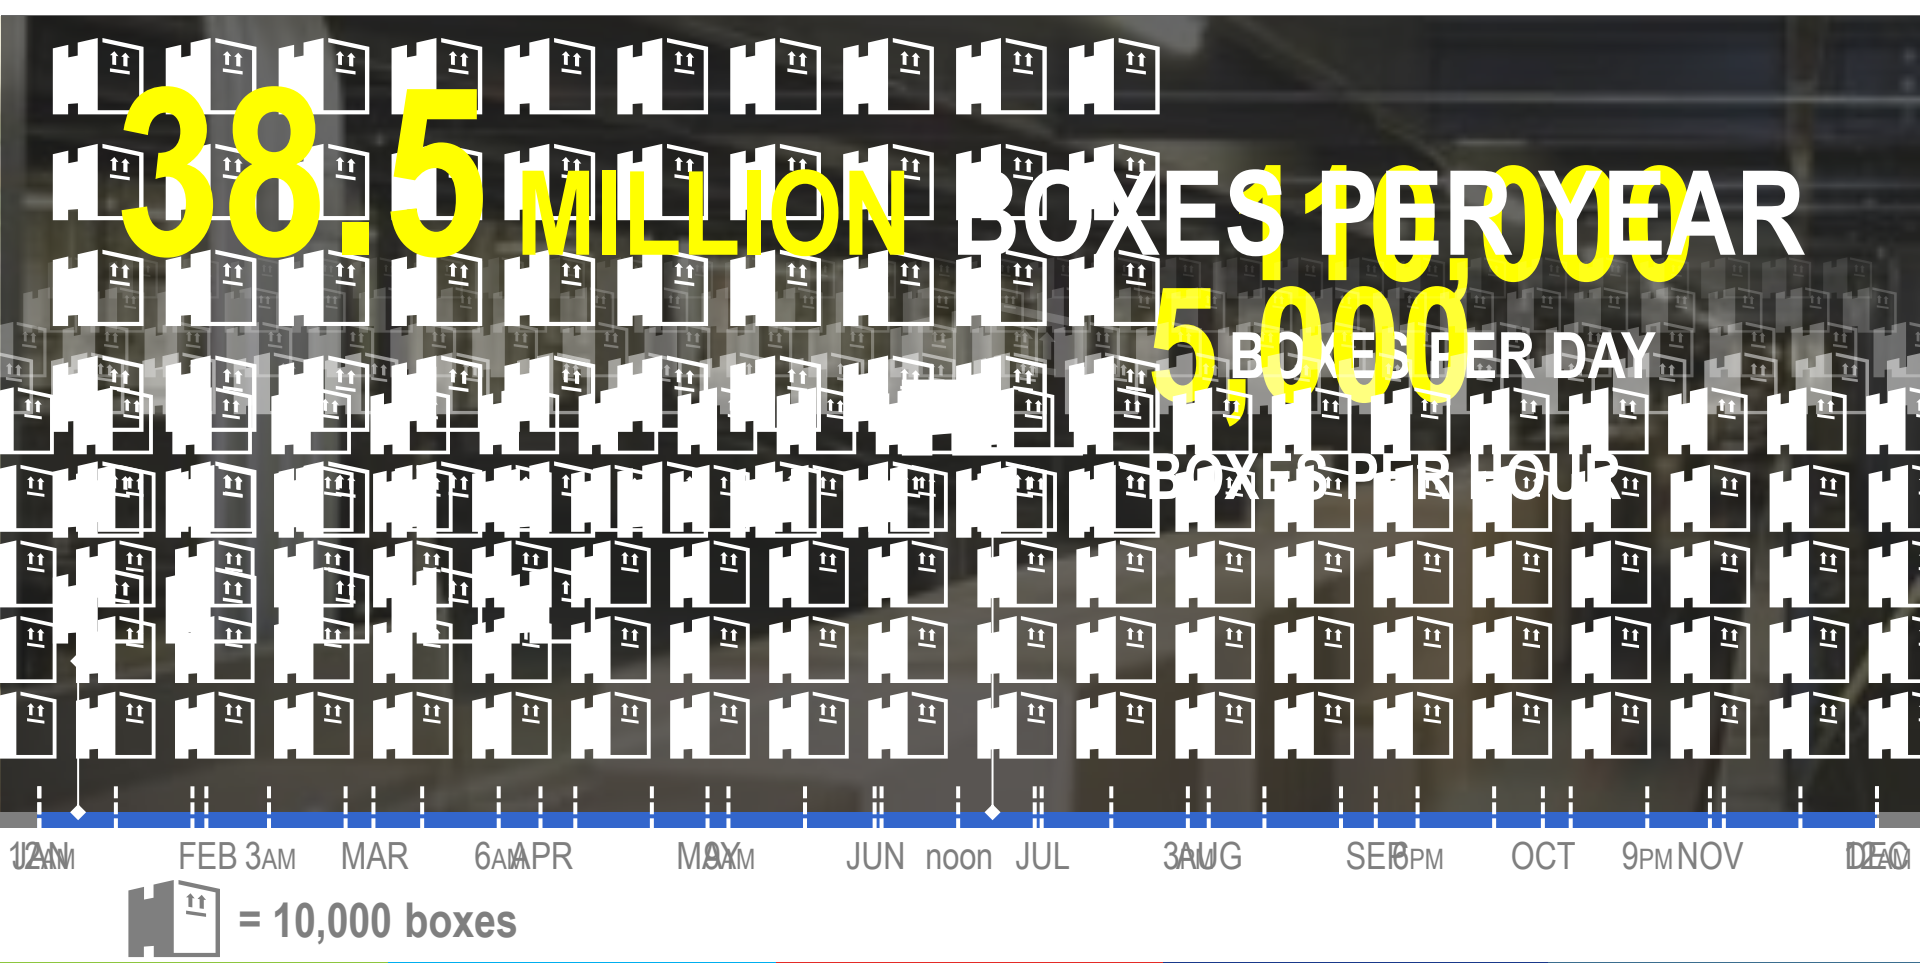 38.5 MILLION BOXES PER YEAR
110,000
BOXES PER DAY
5,000
BOXES PER HOUR
JAN FEB MAR APR MAY JUN JUL AUG SEP OCT NOV DEC
12AM 3AM 6AM 9AM noon 3PM 6PM 9PM 12AM
= 10,000 boxes